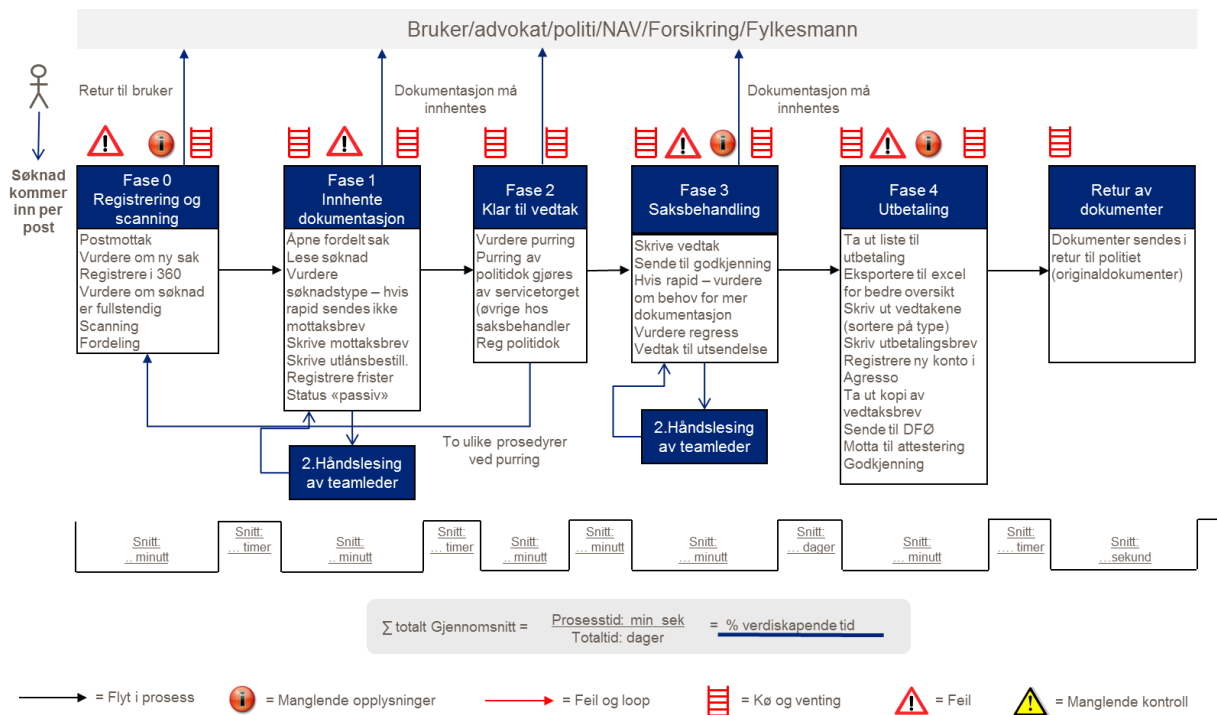 Bruker/advokat/politi/NAV/Forsikring/Fylkesmann
Retur til bruker
Dokumentasjon må
innhentes
Dokumentasjon må
innhentes
Søknad
kommer
inn per
post
Fase 0
Registrering og
scanning
Postmottak
Vurdere om ny sak
Registrere i 360
Vurdere om søknad
er fullstendig
Scanning
Fordeling
Fase 1
Innhente
dokumentasjon
Åpne fordelt sak
Lese søknad
Vurdere
søknadstype – hvis
rapid sendes ikke
mottaksbrev
Skrive mottaksbrev
Skrive utlånsbestill.
Registrere frister
Status «passiv»
2.Håndslesing
av teamleder
Fase 2
Klar til vedtak
Vurdere purring
Purring av
politidok gjøres
av servicetorget
(øvrige hos
saksbehandler
Reg politidok
To ulike prosedyrer
ved purring
Fase 3
Saksbehandling
Skrive vedtak
Sende til godkjenning
Hvis rapid – vurdere
om behov for mer
dokumentasjon
Vurdere regress
Vedtak til utsendelse
2.Håndslesing
av teamleder
Fase 4
Utbetaling
Ta ut liste til
utbetaling
Eksportere til excel
for bedre oversikt
Skriv ut vedtakene
(sortere på type)
Skriv utbetalingsbrev
Registrere ny konto i
Agresso
Ta ut kopi av
vedtaksbrev
Sende til DFØ
Motta til attestering
Godkjenning
Retur av
dokumenter
Dokumenter sendes i
retur til politiet
(originaldokumenter)
Snitt:
.. minutt
Snitt:
... timer
Snitt:
... minutt
Snitt:
... timer
Snitt:
.. minutt
Snitt:
... minutt
Snitt:
... minutt
Snitt:
... dager
Snitt:
... minutt
Snitt:
.... timer
Snitt:
...sekund
∑ totalt Gjennomsnitt = Prosesstid: min sek = % verdiskapende tid
Totaltid: dager
= Flyt i prosess
= Manglende opplysninger
= Feil og loop
= Kø og venting
= Feil
= Manglende kontroll